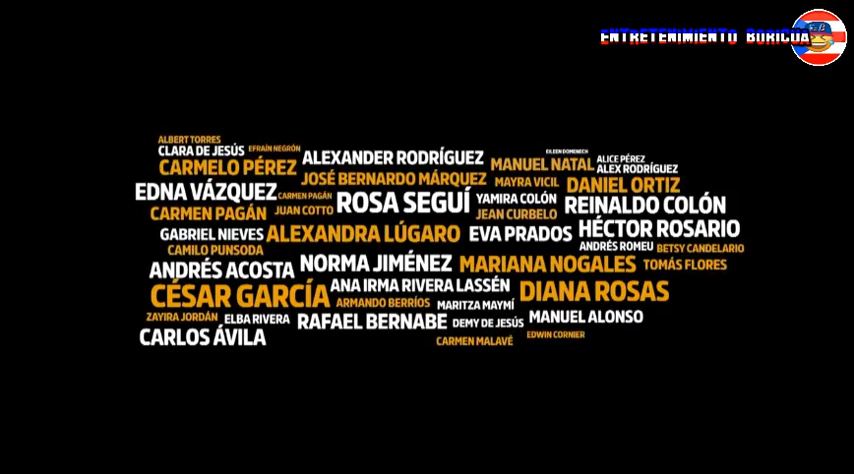 ENTRETENIMIENTO BORICUA
ALBERT TORRES
CLARA DE JESÚS EFRAÍN NEGRÓN
EILEEN DOMENECH
CARMELO PÉREZ ALEXANDER RODRÍGUEZ MANUEL NATAL ALICE PÉREZ
ALEX RODRÍGUEZ
JOSÉ BERNARDO MÁRQUEZ MAYRA VICIL DANIEL ORTIZ
EDNA VÁZQUEZ CARMEN PAGÁN ROSA SEGUÍ YAMIRA COLÓN REINALDO COLÓN
CARMEN PAGÁN JUAN COTTO JEAN CURBELO
GABRIEL NIEVES ALEXANDRA LÚGARO EVA PRADOS HÉCTOR ROSARIO
CAMILO PUNSODA ANDRÉS ROMEU BETSY CANDELARIO
ANDRÉS ACOSTA NORMA JIMÉNEZ MARIANA NOGALES TOMÁS FLORES
CÉSAR GARCÍA ANA IRMA RIVERA LASSÉN DIANA ROSAS
ARMANDO BERRÍOS MARITZA MAYMÍ
ZAYIRA JORDÁN ELBA RIVERA RAFAEL BERNABE DEMY DE JESÚS MANUEL ALONSO
CARLOS ÁVILA CARMEN MALAVÉ EDWIN CORNIER